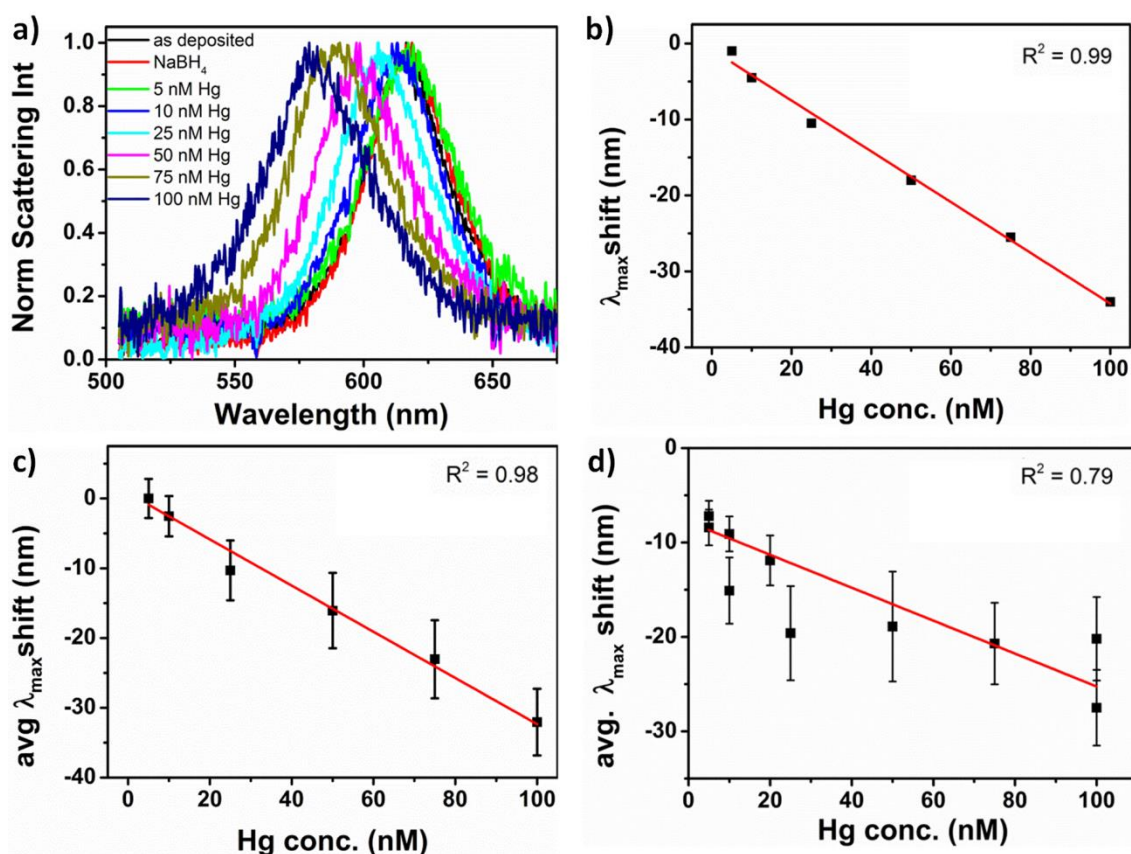 a)
Norm Scattering Int
1.0
0.8
0.6
0.4
0.2
0.0
as deposited
NaBH₄
5 nM Hg
10 nM Hg
25 nM Hg
50 nM Hg
75 nM Hg
100 nM Hg
500 550 600 650
Wavelength (nm)
b)
λmax shift (nm)
0
-10
-20
-30
-40
R² = 0.99
0 20 40 60 80 100
Hg conc. (nM)
c)
avg λmax shift (nm)
0
-10
-20
-30
-40
R² = 0.98
0 20 40 60 80 100
Hg conc. (nM)
d)
avg. λmax shift (nm)
0
-10
-20
-30
R² = 0.79
0 20 40 60 80 100
Hg conc. (nM)